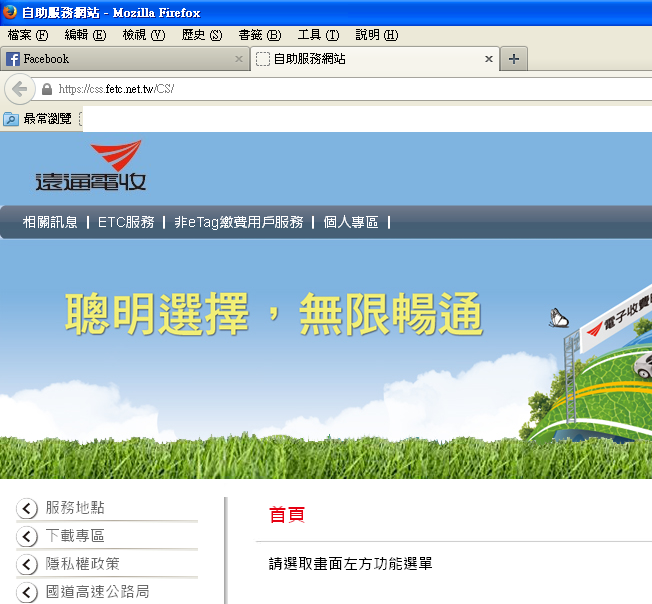 自助服務網站 - Mozilla Firefox
檔案(F) 編輯(E) 檢視(V) 歷史(S) 書籤(B) 工具(T) 說明(H)
Facebook × 自助服務網站 × +
https://css.fetc.net.tw/CS/
最常瀏覽
遠通電收
相關訊息 | ETC服務 | 非eTag繳費用戶服務 | 個人專區 |
聰明選擇，無限暢通
電子收費
服務地點
下載專區
隱私權政策
國道高速公路局
首頁
請選取畫面左方功能選單